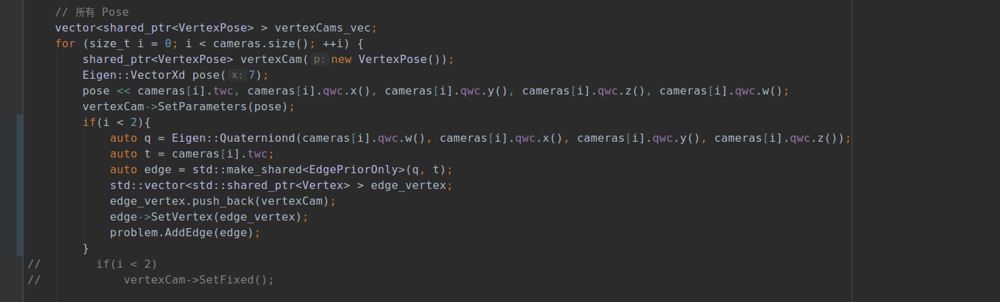 // 所有 Pose
vector<shared_ptr<VertexPose> > vertexCams_vec;
for (size_t i = 0; i < cameras.size(); ++i) {
shared_ptr<VertexPose> vertexCam( p: new VertexPose());
Eigen::VectorXd pose( x: 7);
pose << cameras[i].twc, cameras[i].qwc.x(), cameras[i].qwc.y(), cameras[i].qwc.z(), cameras[i].qwc.w();
vertexCam->SetParameters(pose);
if(i < 2){
auto q = Eigen::Quaterniond(cameras[i].qwc.w(), cameras[i].qwc.x(), cameras[i].qwc.y(), cameras[i].qwc.z());
auto t = cameras[i].twc;
auto edge = std::make_shared<EdgePriorOnly>(q, t);
std::vector<std::shared_ptr<Vertex> > edge_vertex;
edge_vertex.push_back(vertexCam);
edge->SetVertex(edge_vertex);
problem.AddEdge(edge);
}
// if(i < 2)
// vertexCam->SetFixed();